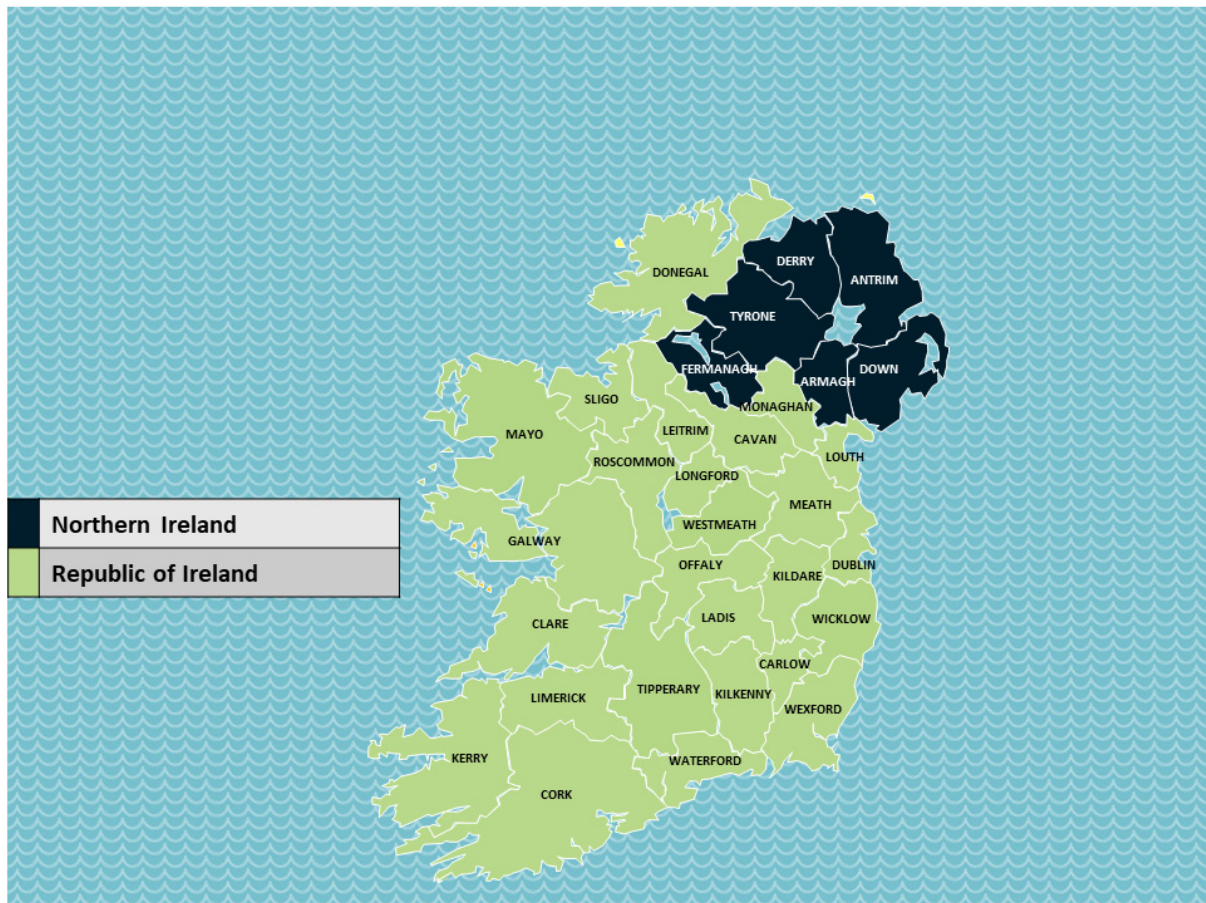 DERRY
ANTRIM
DONEGAL
TYRONE
FERMANAGH
ARMAGH
DOWN
MONAGHAN
SLIGO
LEITRIM
MAYO
CAVAN
ROSCOMMON
LOUTH
LONGFORD
MEATH
WESTMEATH
Northern Ireland
GALWAY
Republic of Ireland
OFFALY
KILDARE
DUBLIN
CLARE
LADIS
WICKLOW
CARLOW
LIMERICK
TIPPERARY
KILKENNY
WEXFORD
KERRY
WATERFORD
CORK